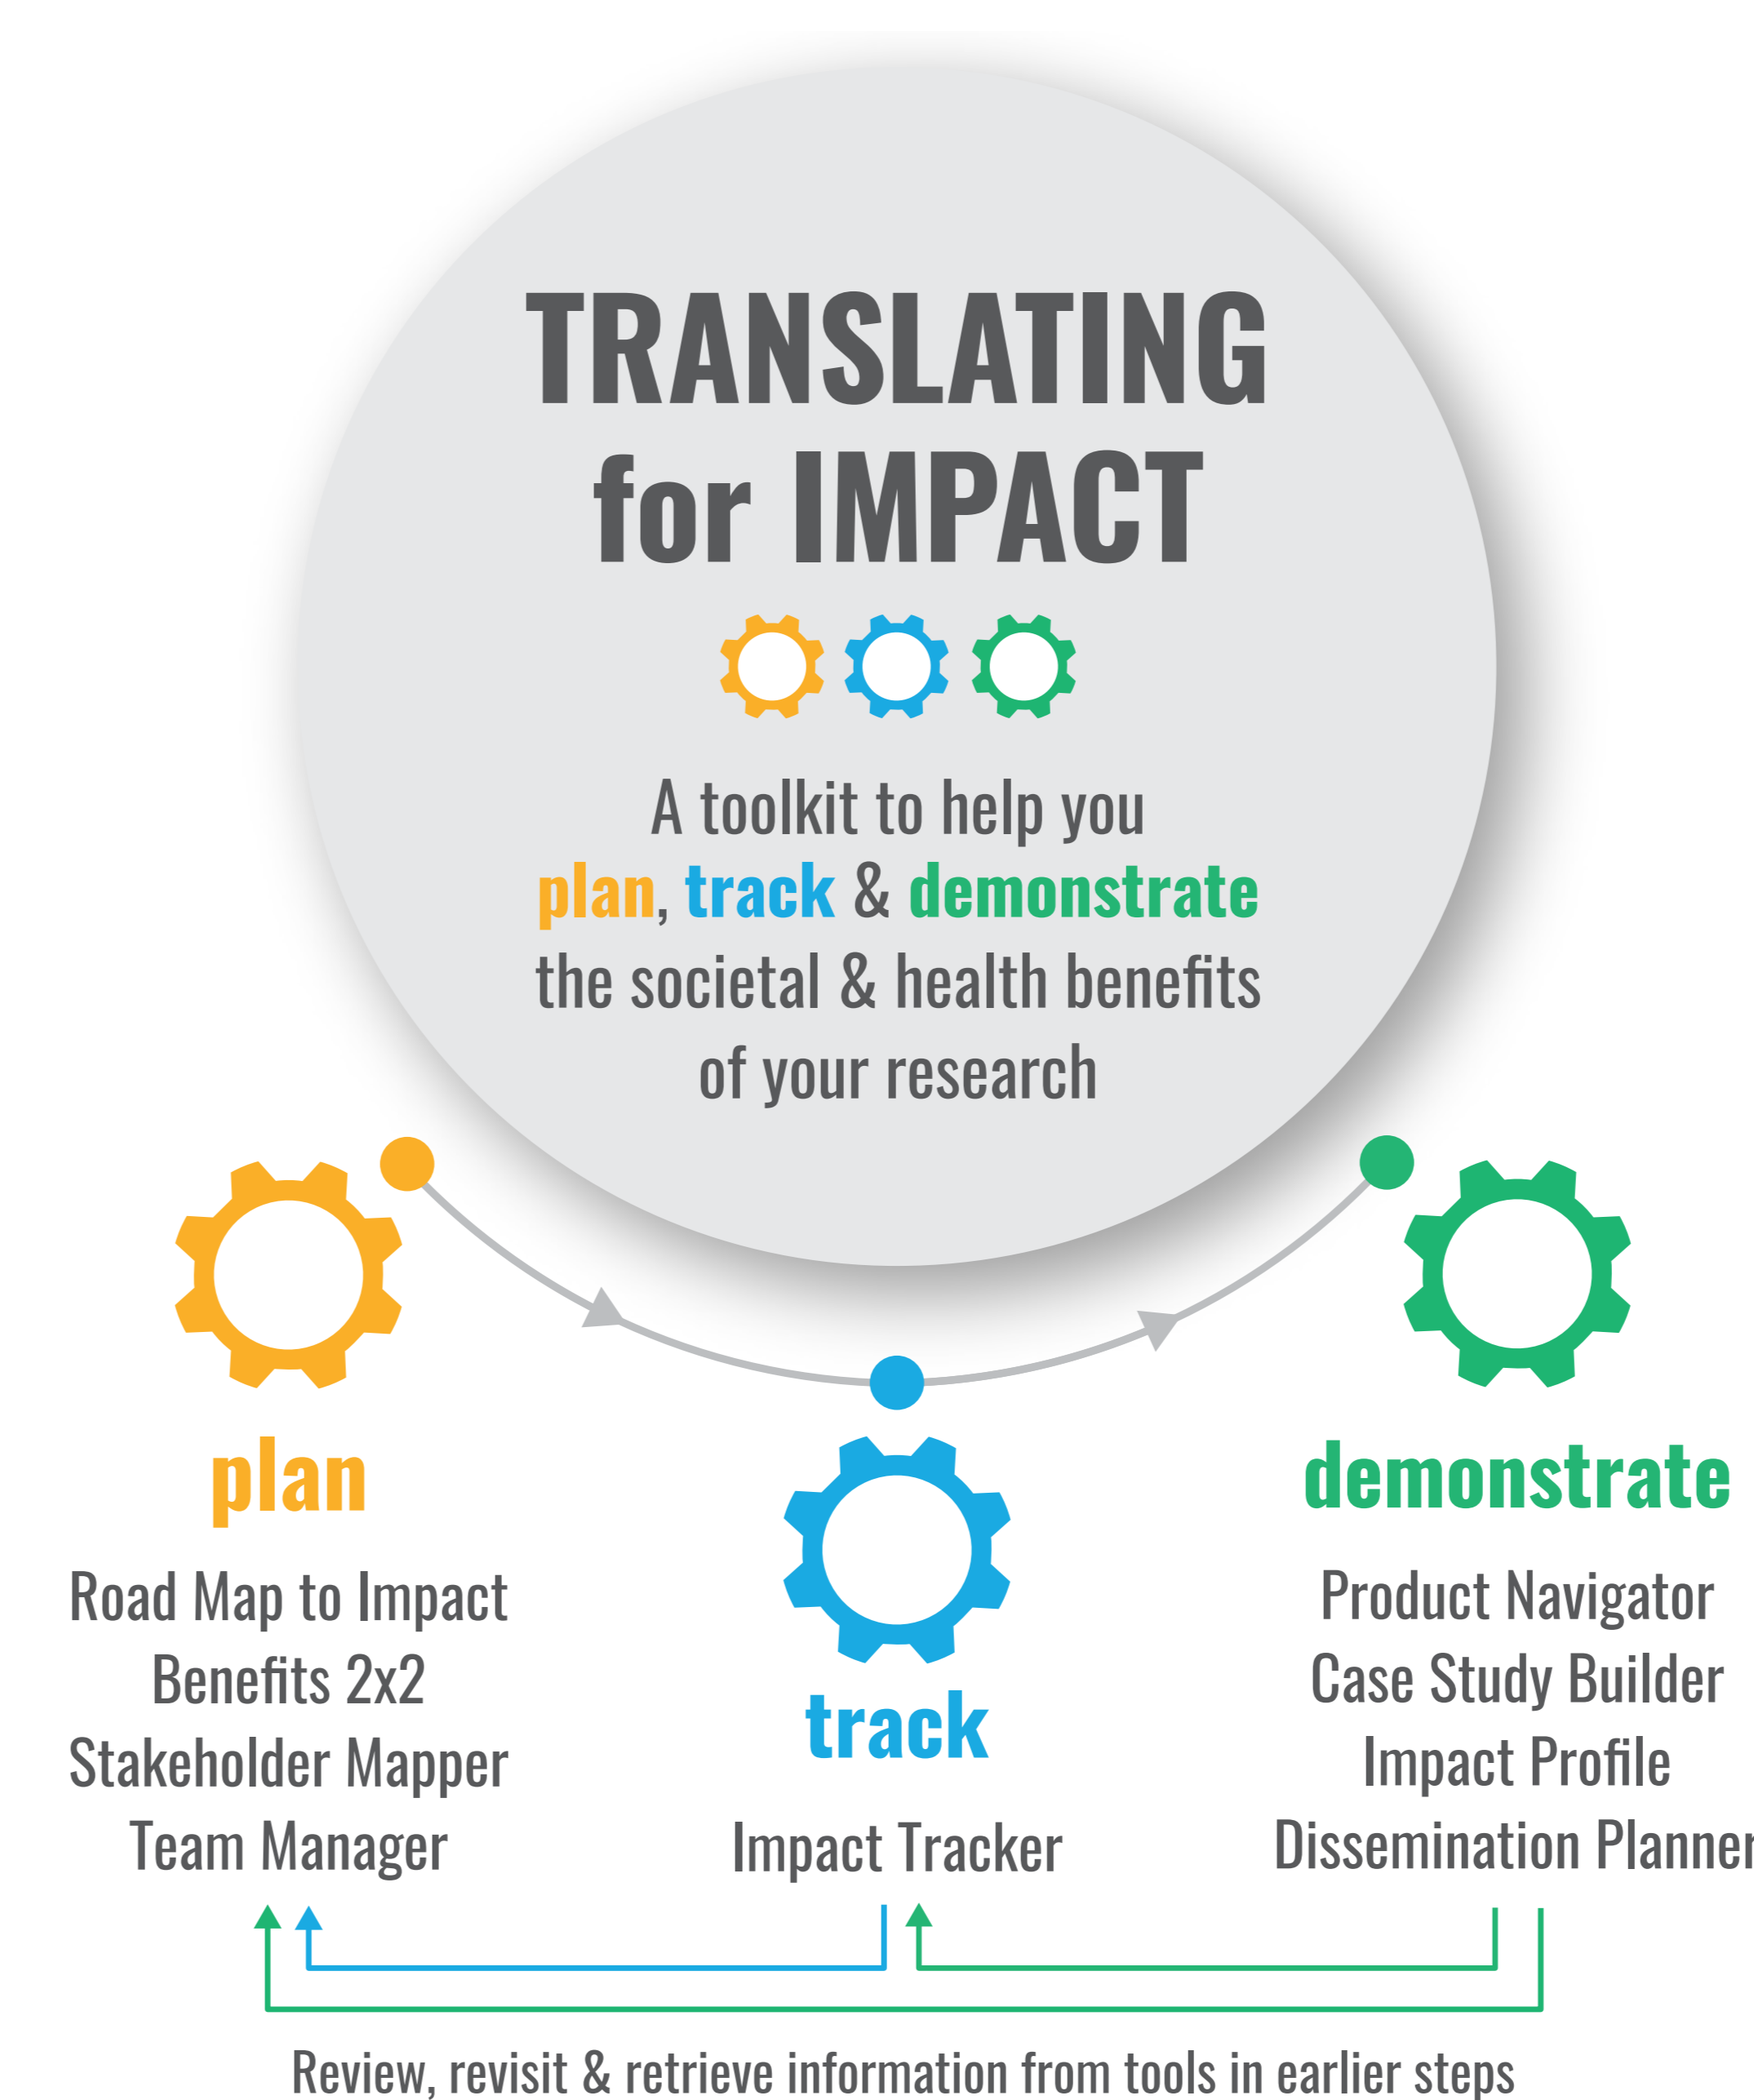 TRANSLATING
for IMPACT
A toolkit to help you
plan, track & demonstrate
the societal & health benefits
of your research
plan
Road Map to Impact
Benefits 2x2
Stakeholder Mapper
Team Manager
track
Impact Tracker
demonstrate
Product Navigator
Case Study Builder
Impact Profile
Dissemination Planner
Review, revisit & retrieve information from tools in earlier steps